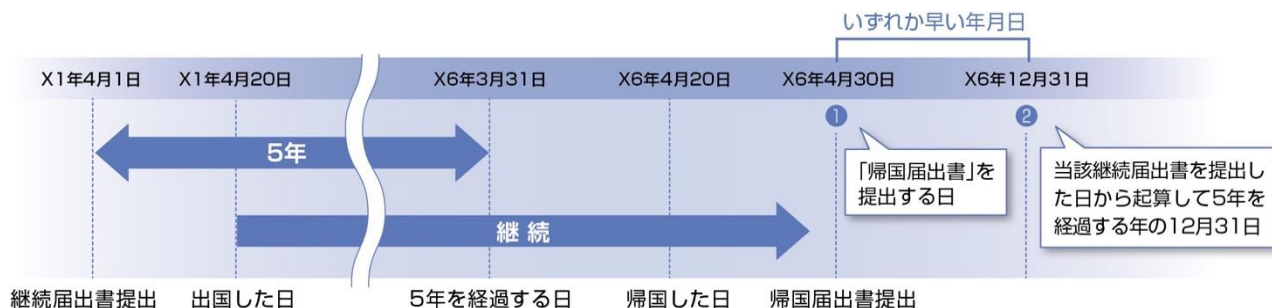 いずれか早い年月日
X1年4月1日 X1年4月20日 X6年3月31日 X6年4月20日 X6年4月30日 X6年12月31日
① ②
5年
「帰国届出書」を
提出する日
当該継続届出書を提出し
た日から起算して5年を
経過する年の12月31日
継続
継続届出書提出 出国した日 5年を経過する日 帰国した日 帰国届出書提出